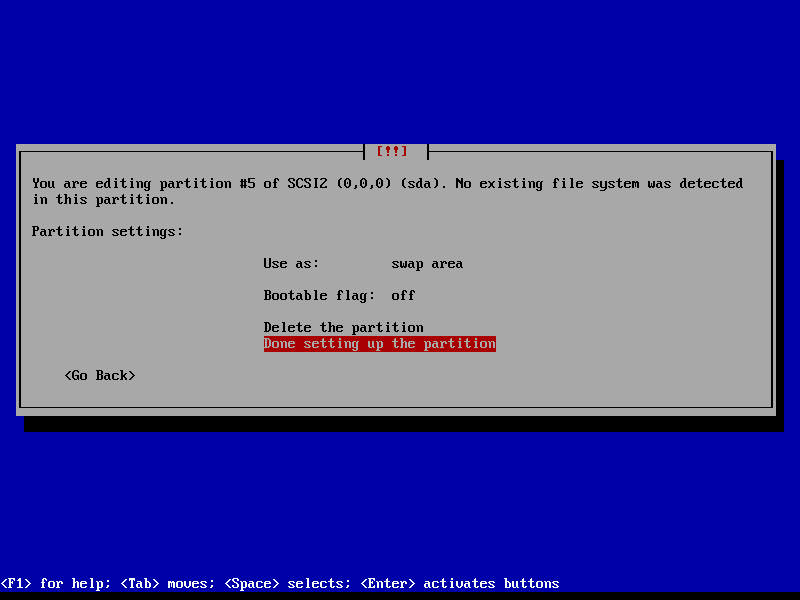 [!!]
You are editing partition #5 of SCSI2 (0,0,0) (sda). No existing file system was detected
in this partition.
Partition settings:
Use as: swap area
Bootable flag: off
Delete the partition
Done setting up the partition
<Go Back>
<F1> for help; <Tab> moves; <Space> selects; <Enter> activates buttons